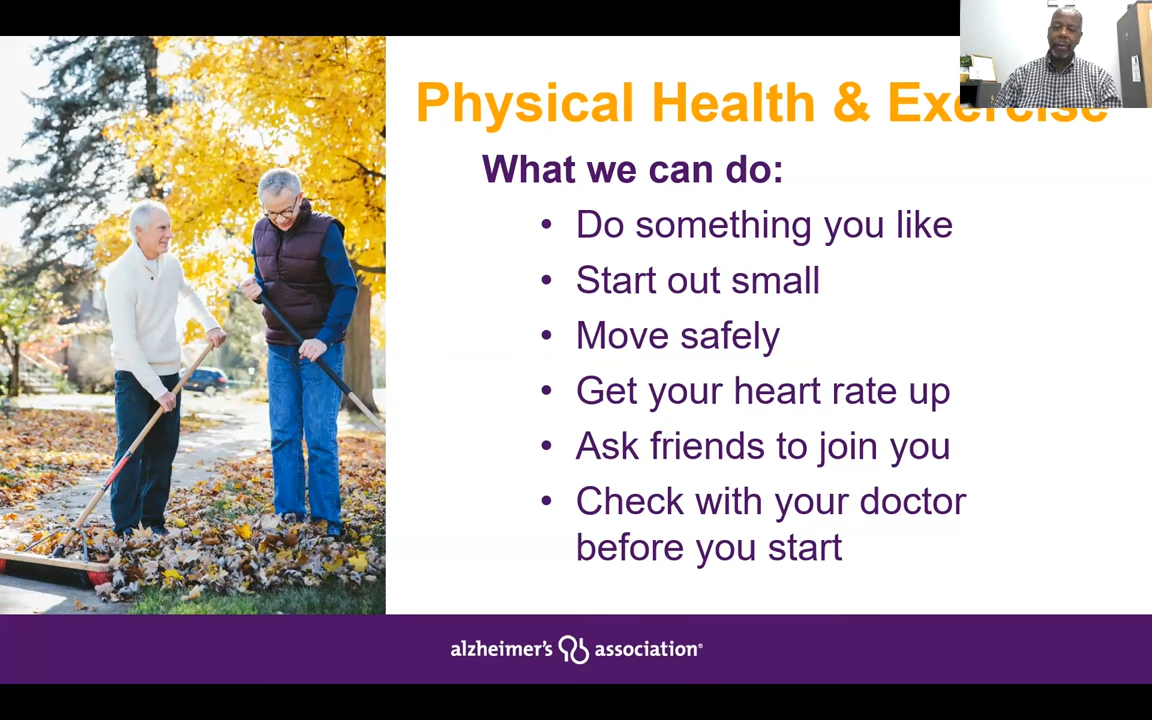 Physical Health & Exercise
What we can do:
• Do something you like
• Start out small
• Move safely
• Get your heart rate up
• Ask friends to join you
• Check with your doctor
before you start
alzheimer's association®